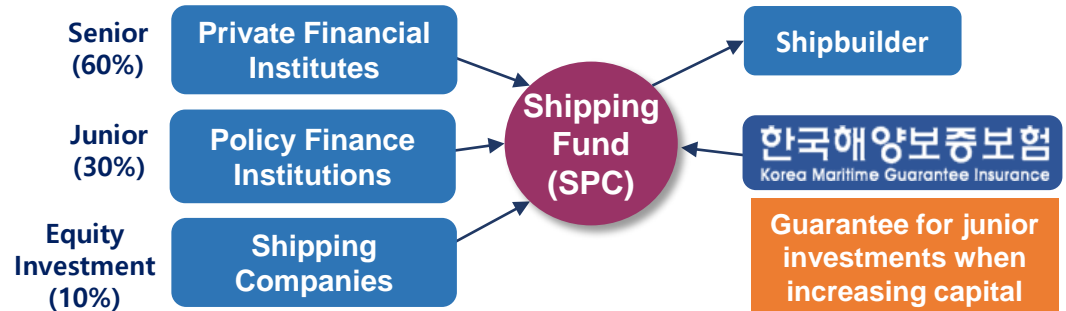 Senior
(60%)
Private Financial
Institutes
Shipbuilder
Junior
(30%)
Policy Finance
Institutions
Shipping
Fund
(SPC)
한국해양보증보험
Korea Maritime Guarantee Insurance
Equity
Investment
(10%)
Shipping
Companies
Guarantee for junior
investments when
increasing capital